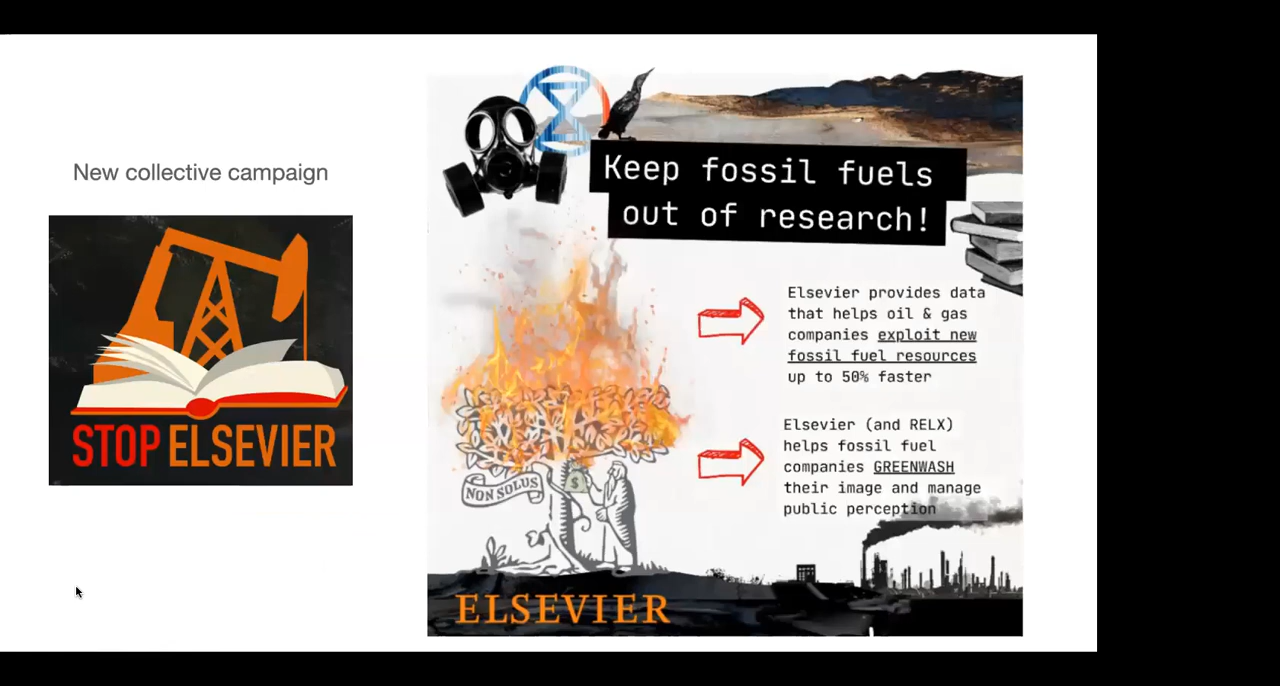 New collective campaign
STOP ELSEVIER
Keep fossil fuels
out of research!
Elsevier provides data
that helps oil & gas
companies exploit new
fossil fuel resources
up to 50% faster
Elsevier (and RELX)
helps fossil fuel
companies GREENWASH
their image and manage
public perception
NON SOLUS
$
ELSEVIER